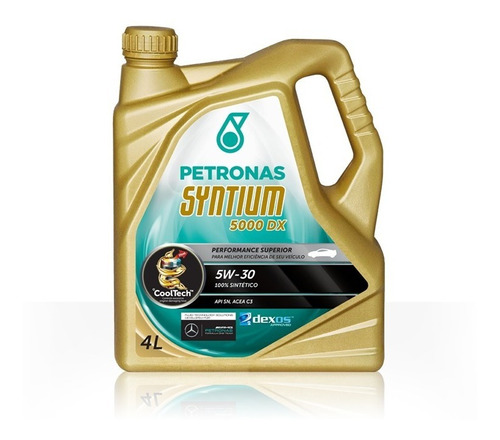 PETRONAS
SYNTIUM
5000 DX
PERFORMANCE SUPERIOR
PARA MELHOR EFICIÊNCIA DE SEU VEÍCULO
5W-30
100% SINTÉTICO
"CoolTech"
API SN, ACEA C3
PETRONAS
dexos
APPROVED
4L